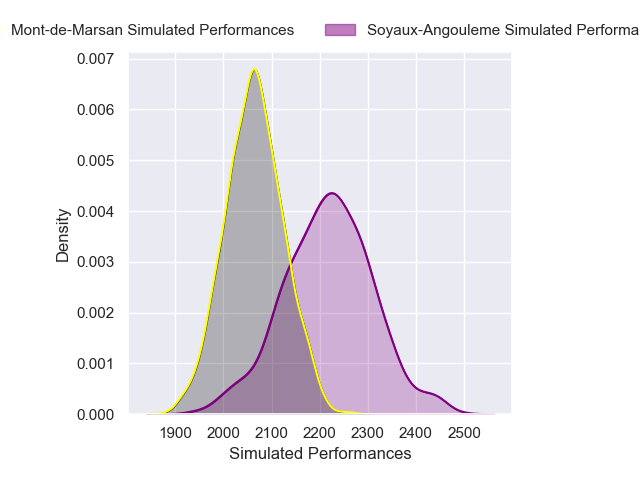 Mont-de-Marsan Simulated Performances
Soyaux-Angouleme Simulated Performa
0.007
0.006
0.005
0.004
0.003
0.002
0.001
0.000
Density
1900 2000 2100 2200 2300 2400 2500
Simulated Performances